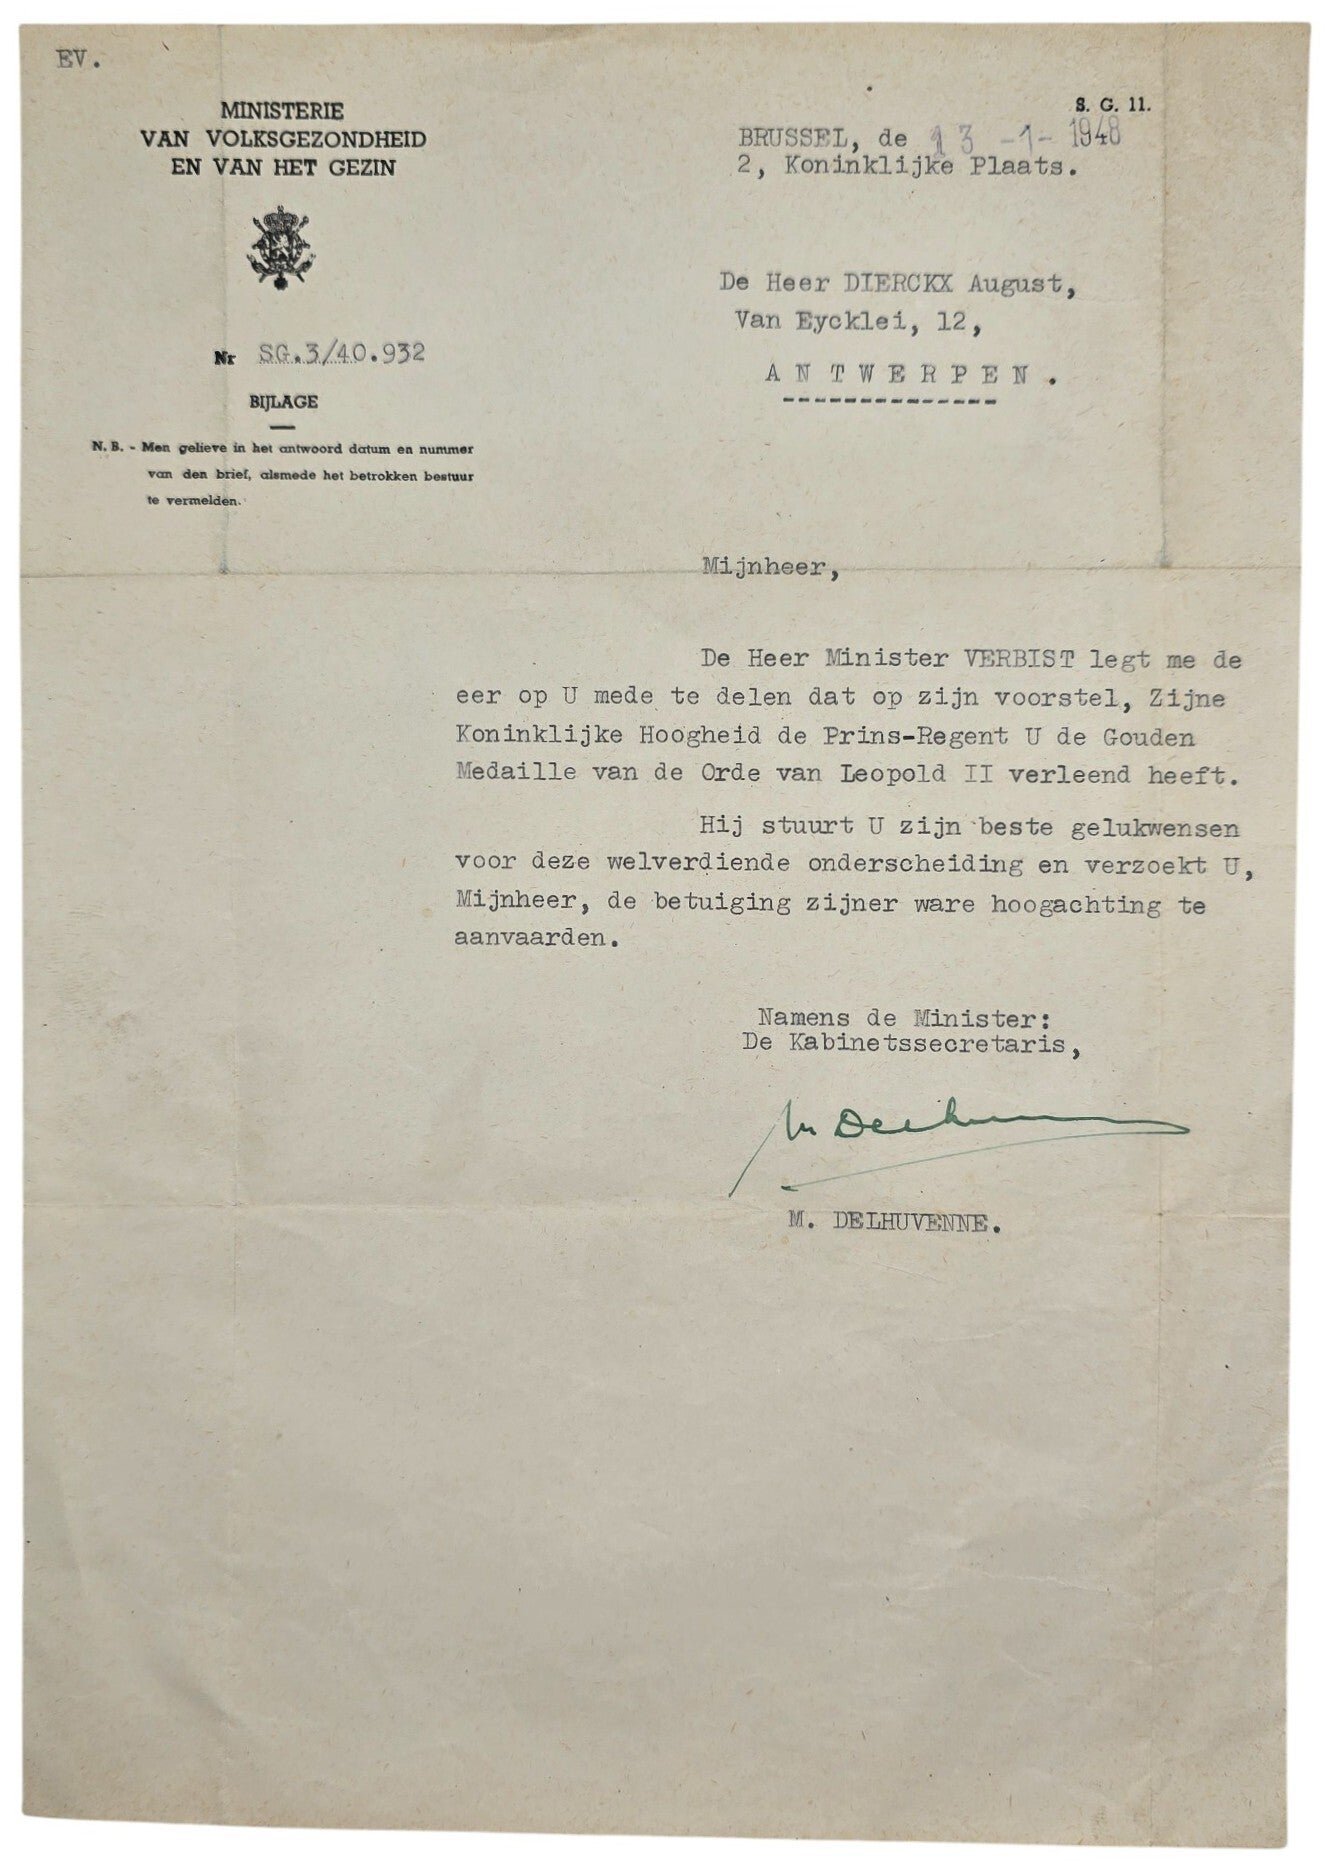 EV.
MINISTERIE
VAN VOLKSGEZONDHEID
EN VAN HET GEZIN
Nr SG.3/40.932
BIJLAGE
N. B. - Men gelieve in het antwoord datum en nummer
van den brief, alsmede het betrokken bestuur
te vermelden.
S. G. 11.
BRUSSEL, de 13 -1- 1948
2, Koninklijke Plaats.
De Heer DIERCKX August,
Van Eycklei, 12,
A N T W E R P E N .
Mijnheer,
De Heer Minister VERBIST legt me de
eer op U mede te delen dat op zijn voorstel, Zijne
Koninklijke Hoogheid de Prins-Regent U de Gouden
Medaille van de Orde van Leopold II verleend heeft.
Hij stuurt U zijn beste gelukwensen
voor deze welverdiende onderscheiding en verzoekt U,
Mijnheer, de betuiging zijner ware hoogachting te
aanvaarden.
Namens de Minister:
De Kabinetssecretaris,
M. DELHUVENNE.